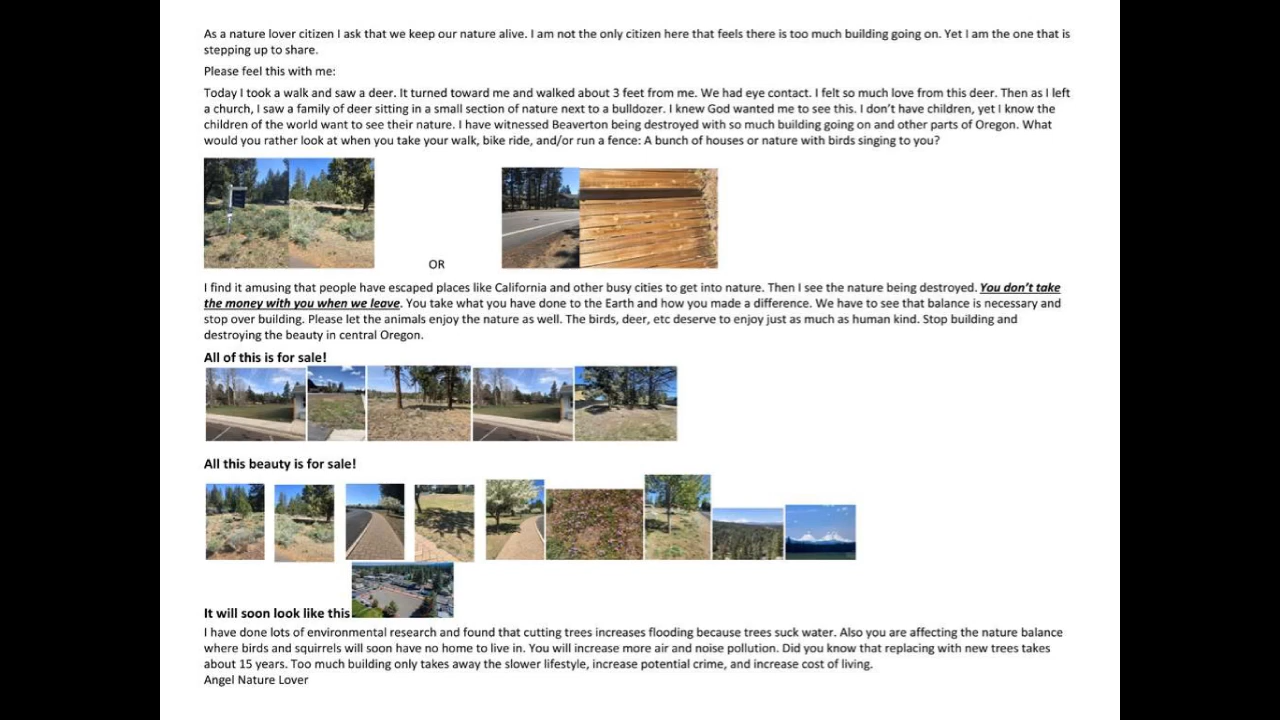 As a nature lover citizen I ask that we keep our nature alive. I am not the only citizen here that feels there is too much building going on. Yet I am the one that is
stepping up to share.
Please feel this with me:
Today I took a walk and saw a deer. It turned toward me and walked about 3 feet from me. We had eye contact. I felt so much love from this deer. Then as I left
a church, I saw a family of deer sitting in a small section of nature next to a bulldozer. I knew God wanted me to see this. I don't have children, yet I know the
children of the world want to see their nature. I have witnessed Beaverton being destroyed with so much building going on and other parts of Oregon. What
would you rather look at when you take your walk, bike ride, and/or run a fence: A bunch of houses or nature with birds singing to you?
OR
I find it amusing that people have escaped places like California and other busy cities to get into nature. Then I see the nature being destroyed. You don't take
the money with you when we leave. You take what you have done to the Earth and how you made a difference. We have to see that balance is necessary and
stop over building. Please let the animals enjoy the nature as well. The birds, deer, etc deserve to enjoy just as much as human kind. Stop building and
destroying the beauty in central Oregon.
All of this is for sale!
All this beauty is for sale!
It will soon look like this
I have done lots of environmental research and found that cutting trees increases flooding because trees suck water. Also you are affecting the nature balance
where birds and squirrels will soon have no home to live in. You will increase more air and noise pollution. Did you know that replacing with new trees takes
about 15 years. Too much building only takes away the slower lifestyle, increase potential crime, and increase cost of living.
Angel Nature Lover